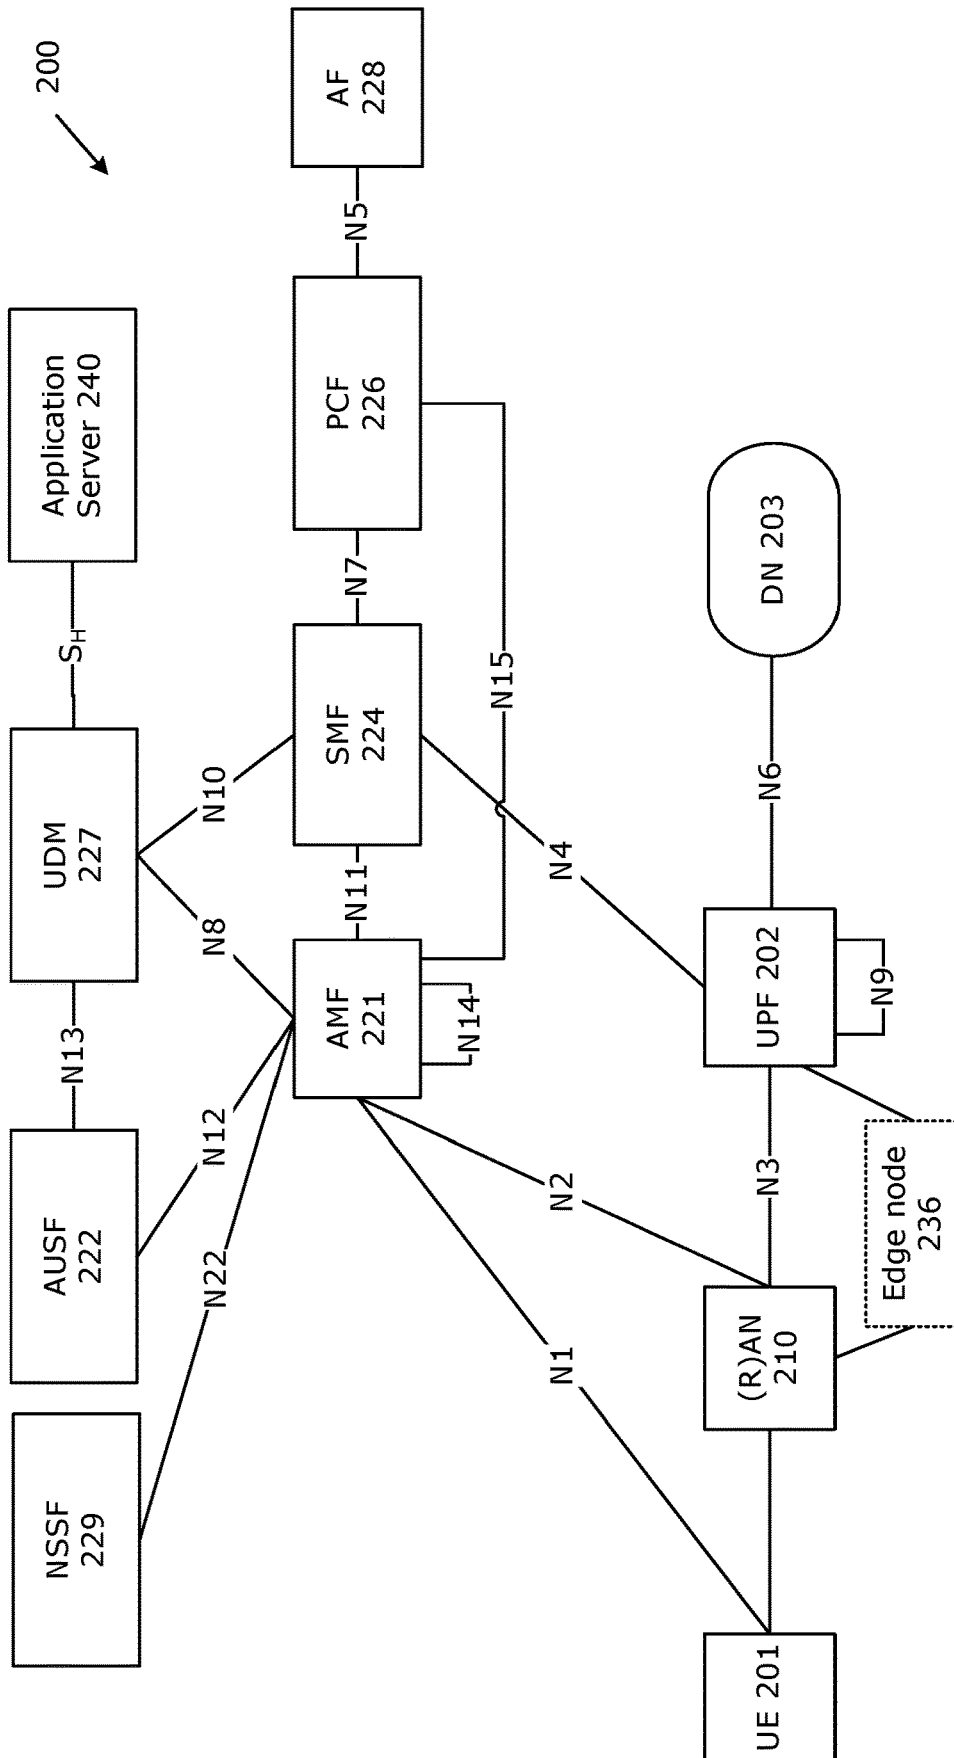 200
NSSF
229
AUSF
222
N13
UDM
227
S_H
Application
Server 240
N22
N12
N8
N10
AMF
221
N14
N11
SMF
224
N7
PCF
226
N5
AF
228
N15
N1
N2
N4
UE 201
(R)AN
210
N3
UPF 202
N9
N6
DN 203
Edge node
236